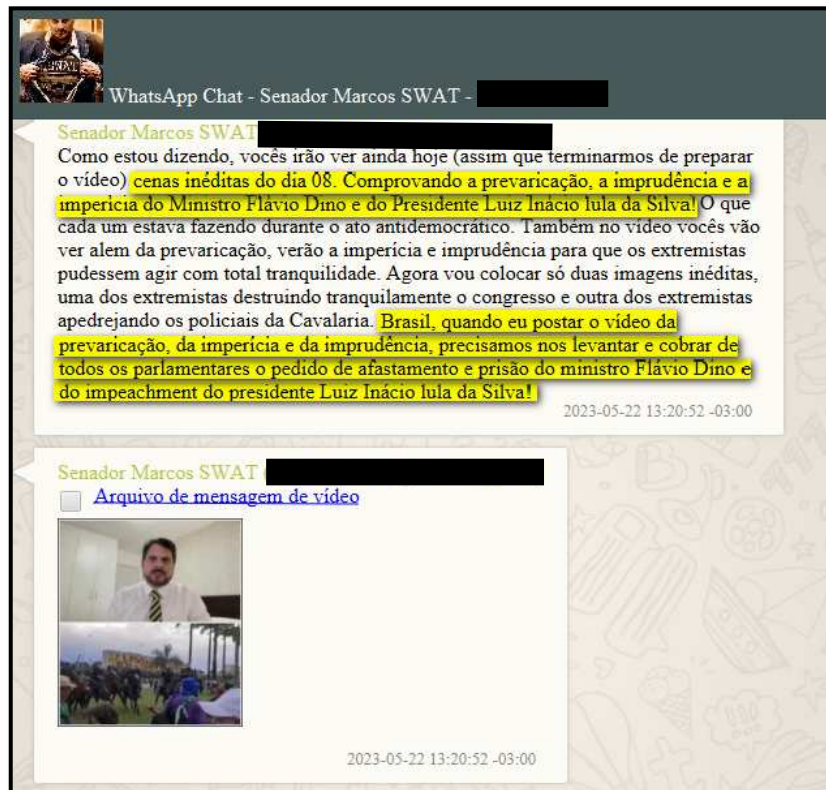 WhatsApp Chat - Senador Marcos SWAT -
Senador Marcos SWAT
Como estou dizendo, vocês irão ver ainda hoje (assim que terminarmos de preparar
o vídeo) cenas inéditas do dia 08. Comprovando a prevaricação, a imprudência e a
imperícia do Ministro Flávio Dino e do Presidente Luiz Inácio lula da Silva! O que
cada um estava fazendo durante o ato antidemocrático. Também no vídeo vocês vão
ver alem da prevaricação, verão a imperícia e imprudência para que os extremistas
pudessem agir com total tranquilidade. Agora vou colocar só duas imagens inéditas,
uma dos extremistas destruindo tranquilamente o congresso e outra dos extremistas
apedrejando os policiais da Cavalaria. Brasil, quando eu postar o vídeo da
prevaricação, da imperícia e da imprudência, precisamos nos levantar e cobrar de
todos os parlamentares o pedido de afastamento e prisão do ministro Flávio Dino e
do impeachment do presidente Luiz Inácio lula da Silva!
2023-05-22 13:20:52 -03:00
Senador Marcos SWAT (
Arquivo de mensagem de vídeo
2023-05-22 13:20:52 -03:00